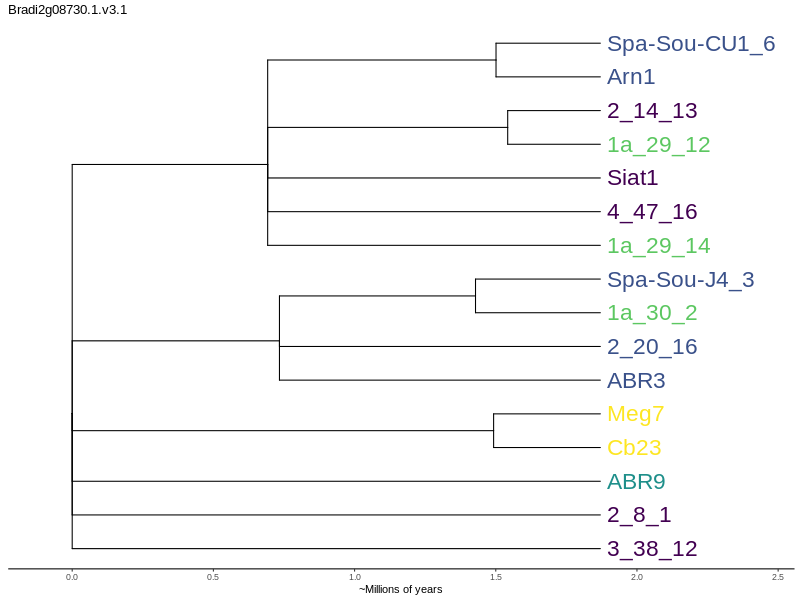 Bradi2g08730.1.v3.1
Spa-Sou-CU1_6
Arn1
2_14_13
1a_29_12
Siat1
4_47_16
1a_29_14
Spa-Sou-J4_3
1a_30_2
2_20_16
ABR3
Meg7
Cb23
ABR9
2_8_1
3_38_12
0.0 0.5 1.0 1.5 2.0 2.5
~Millions of years